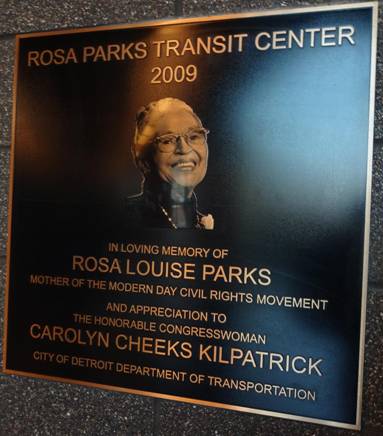 ROSA PARKS TRANSIT CENTER
2009
IN LOVING MEMORY OF
ROSA LOUISE PARKS
MOTHER OF THE MODERN DAY CIVIL RIGHTS MOVEMENT
AND APPRECIATION TO
THE HONORABLE CONGRESSWOMAN
CAROLYN CHEEKS KILPATRICK
CITY OF DETROIT DEPARTMENT OF TRANSPORTATION